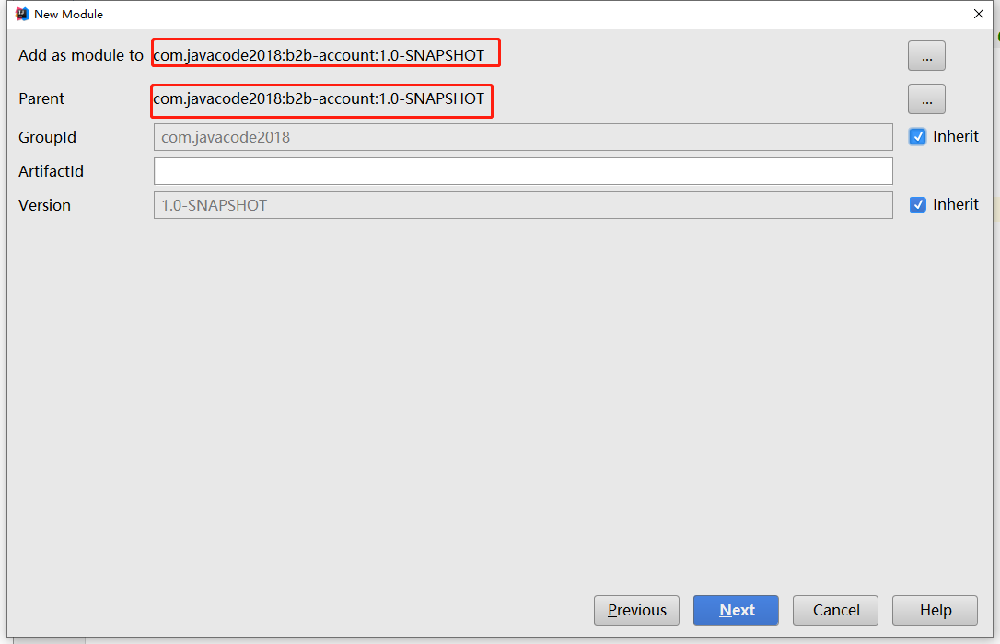 New Module
Add as module to com.javacode2018:b2b-account:1.0-SNAPSHOT ...
Parent com.javacode2018:b2b-account:1.0-SNAPSHOT ...
GroupId com.javacode2018 Inherit
ArtifactId
Version 1.0-SNAPSHOT Inherit
Previous Next Cancel Help